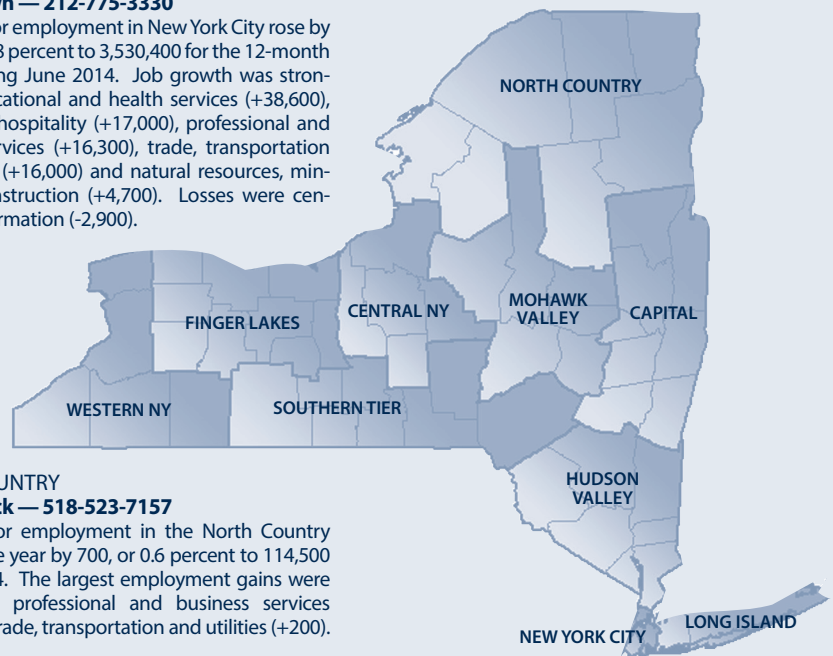 212-775-3330
or employment in New York City rose by
percent to 3,530,400 for the 12-month
ng June 2014. Job growth was stron-
cational and health services (+38,600),
hospitality (+17,000), professional and
rvices (+16,300), trade, transportation
(+16,000) and natural resources, min-
nstruction (+4,700). Losses were cen-
rmation (-2,900).
NORTH COUNTRY
FINGER LAKES
CENTRAL NY
MOHAWK
VALLEY
CAPITAL
WESTERN NY
SOUTHERN TIER
HUDSON
VALLEY
UNTRY
ck — 518-523-7157
or employment in the North Country
e year by 700, or 0.6 percent to 114,500
4. The largest employment gains were
professional and business services
rade, transportation and utilities (+200).
NEW YORK CITY
LONG ISLAND